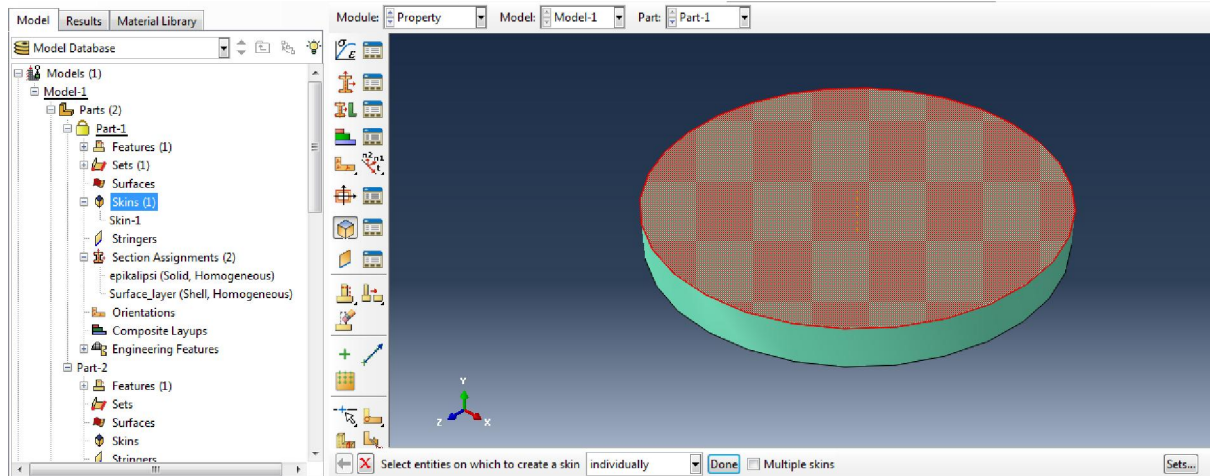 Model Results Material Library
Module: Property Model: Model-1 Part: Part-1
Model Database
Models (1)
Model-1
Parts (2)
Part-1
Features (1)
Sets (1)
Surfaces
Skins (1)
Skin-1
Stringers
Section Assignments (2)
epikalipsi (Solid, Homogeneous)
Surface_layer (Shell, Homogeneous)
Orientations
Composite Layups
Engineering Features
Part-2
Features (1)
Sets
Surfaces
Skins
Stringers
Y
Z X
Select entities on which to create a skin individually Done Multiple skins Sets...